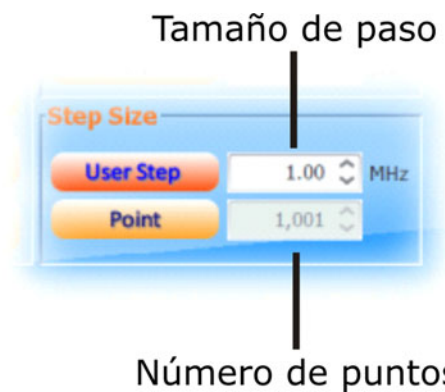 Tamaño de paso
Step Size
User Step 1.00 MHz
Point 1,001
Número de puntos